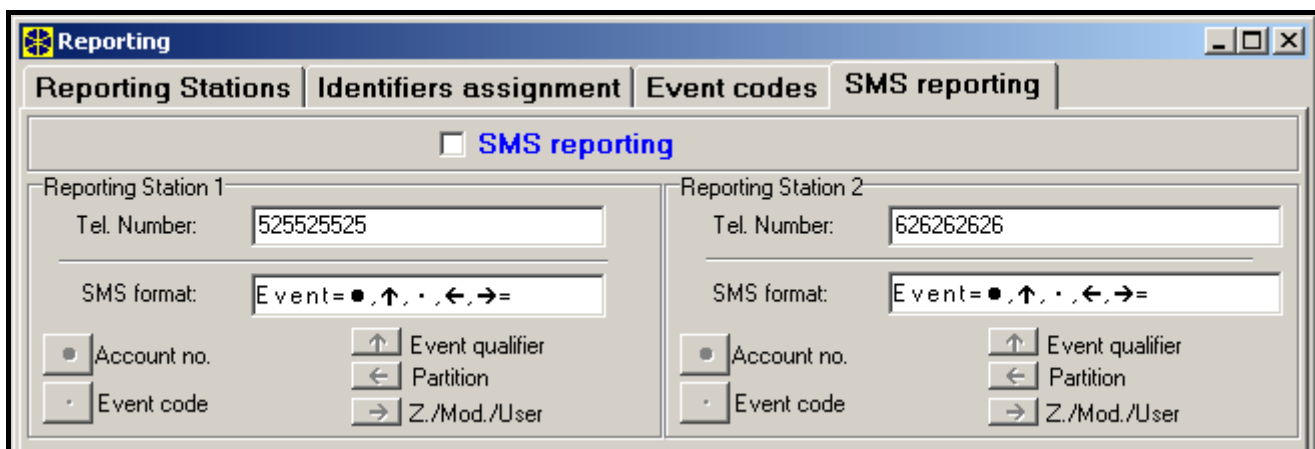 Reporting
Reporting Stations Identifiers assignment Event codes SMS reporting
SMS reporting
Reporting Station 1
Tel. Number: 525525525
SMS format: Event=●,↑,·,←,→=
● Account no.
↑ Event qualifier
← Partition
· Event code
→ Z./Mod./User
Reporting Station 2
Tel. Number: 626262626
SMS format: Event=●,↑,·,←,→=
● Account no.
↑ Event qualifier
← Partition
· Event code
→ Z./Mod./User